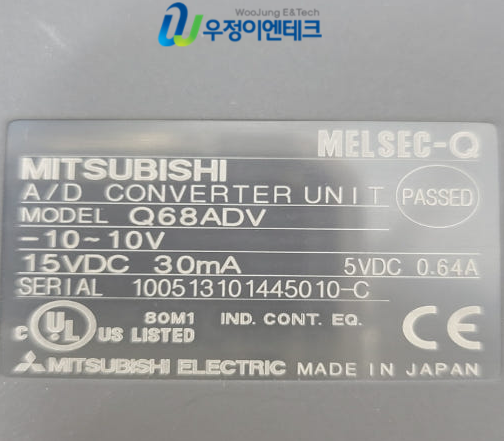 WooJung E&Tech
우정이엔테크
MELSEC-Q
MITSUBISHI
A/D CONVERTER UNIT
PASSED
MODEL Q68ADV
-10~10V
15VDC 30mA 5VDC 0.64A
SERIAL 100513101445010-C
C UL US LISTED
80M1 IND. CONT. EQ.
CE
MITSUBISHI ELECTRIC MADE IN JAPAN